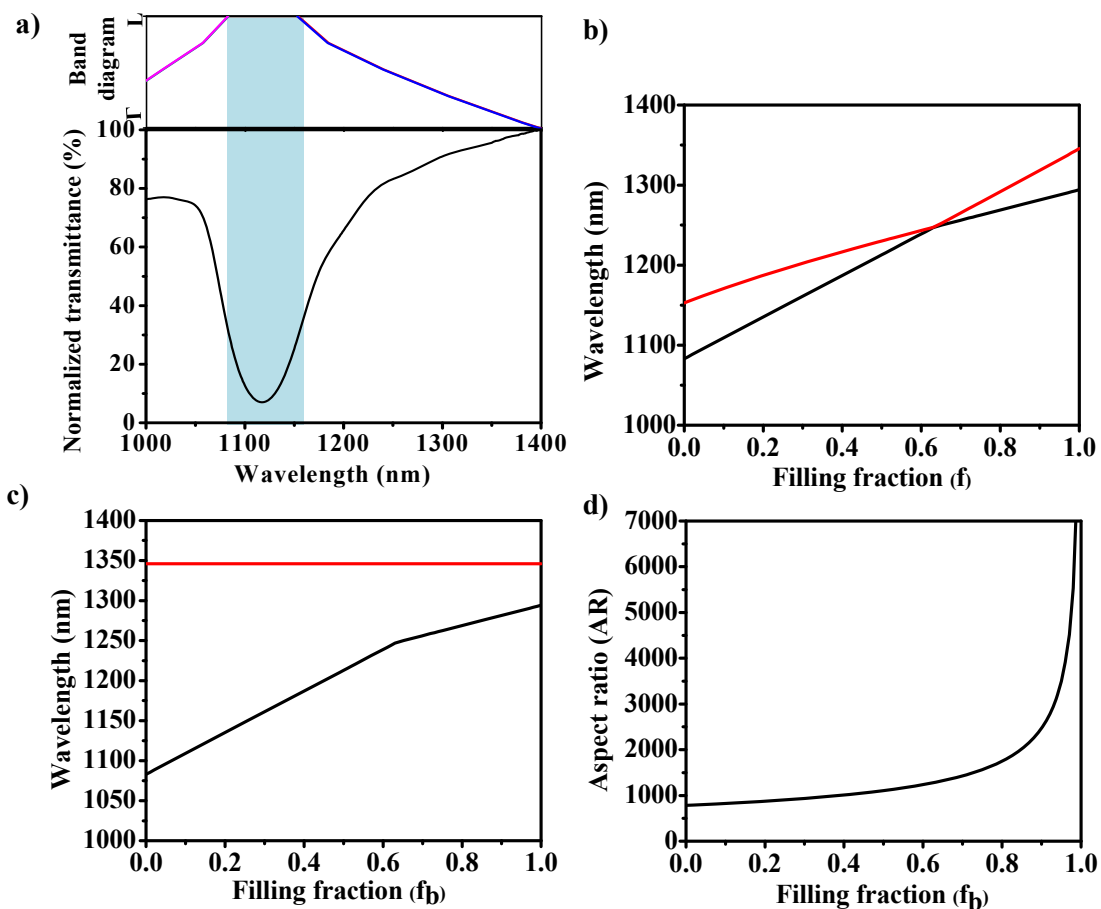 a)
Band
diagram
L
Γ
Normalized transmittance (%)
100
80
60
40
20
0
1000 1100 1200 1300 1400
Wavelength (nm)
b)
Wavelength (nm)
1400
1300
1200
1100
1000
0.0 0.2 0.4 0.6 0.8 1.0
Filling fraction (f)
c)
Wavelength (nm)
1400
1350
1300
1250
1200
1150
1100
1050
1000
0.0 0.2 0.4 0.6 0.8 1.0
Filling fraction (fb)
d)
Aspect ratio (AR)
7000
6000
5000
4000
3000
2000
1000
0
0.0 0.2 0.4 0.6 0.8 1.0
Filling fraction (fb)